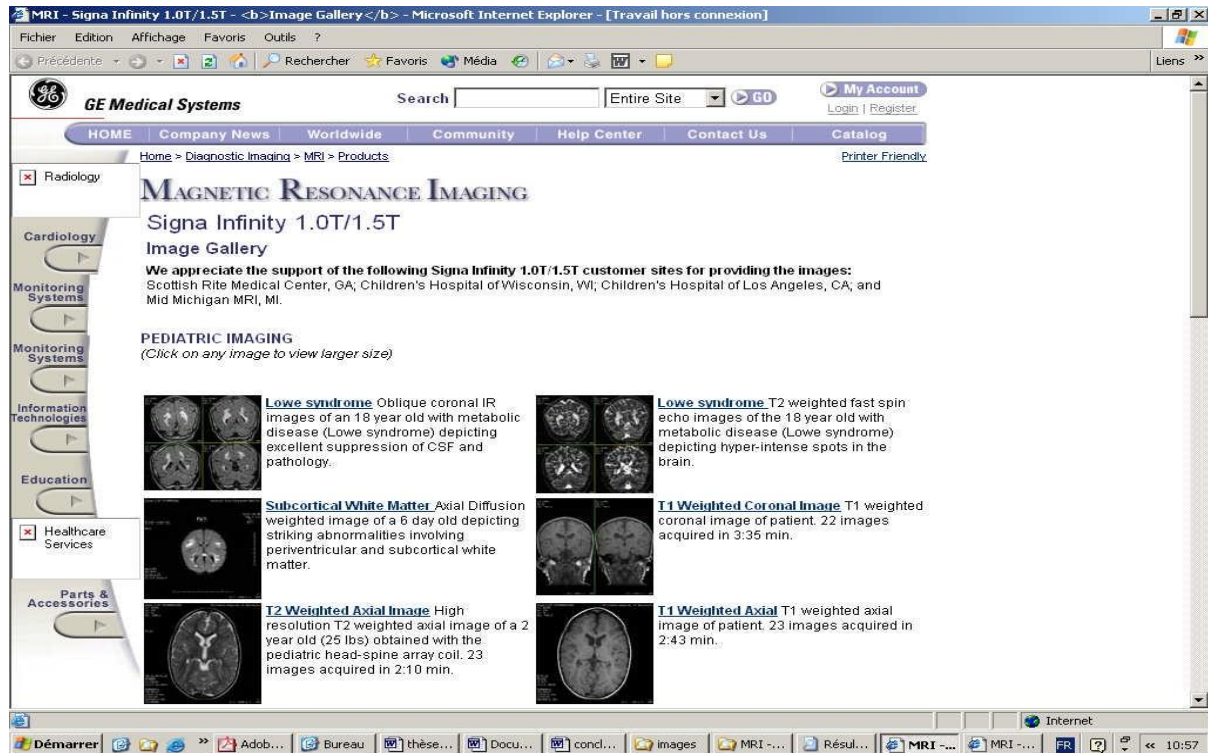 MRI - Signa Infinity 1.0T/1.5T - <b>Image Gallery</b> - Microsoft Internet Explorer - [Travail hors connexion]
Fichier Edition Affichage Favoris Outils ?
Précédente Rechercher Favoris Média Liens »
GE Medical Systems
Search Entire Site GO
My Account
Login | Register
HOME Company News Worldwide Community Help Center Contact Us Catalog
Home > Diagnostic Imaging > MRI > Products
Printer Friendly
Radiology
Cardiology
Monitoring
Systems
Monitoring
Systems
Information
Technologies
Education
Healthcare
Services
Parts &
Accessories
MAGNETIC RESONANCE IMAGING
Signa Infinity 1.0T/1.5T
Image Gallery
We appreciate the support of the following Signa Infinity 1.0T/1.5T customer sites for providing the images:
Scottish Rite Medical Center, GA; Children's Hospital of Wisconsin, WI; Children's Hospital of Los Angeles, CA; and
Mid Michigan MRI, MI.
PEDIATRIC IMAGING
(Click on any image to view larger size)
Lowe syndrome Oblique coronal IR
images of an 18 year old with metabolic
disease (Lowe syndrome) depicting
excellent suppression of CSF and
pathology.
Lowe syndrome T2
weighted fast spin
echo images of the 18 year old with
metabolic disease (Lowe syndrome)
depicting hyper-intense spots in the
brain.
Subcortical White Matter Axial Diffusion
weighted image of a 6 day old depicting
striking abnormalities involving
periventricular and subcortical white
matter.
T1 Weighted Coronal Image T1 weighted
coronal image of patient. 22 images
acquired in 3:35 min.
T2 Weighted Axial Image High
resolution T2 weighted axial image of a 2
year old (25 lbs) obtained with the
pediatric head-spine array coil. 23
images acquired in 2:10 min.
T1 Weighted Axial T1 weighted axial
image of patient. 23 images acquired in
2:43 min.
Internet
Démarrer » Adob... Bureau thèse... Docu... concl... images MRI -... Résul... MRI -... MRI -... FR « 10:57